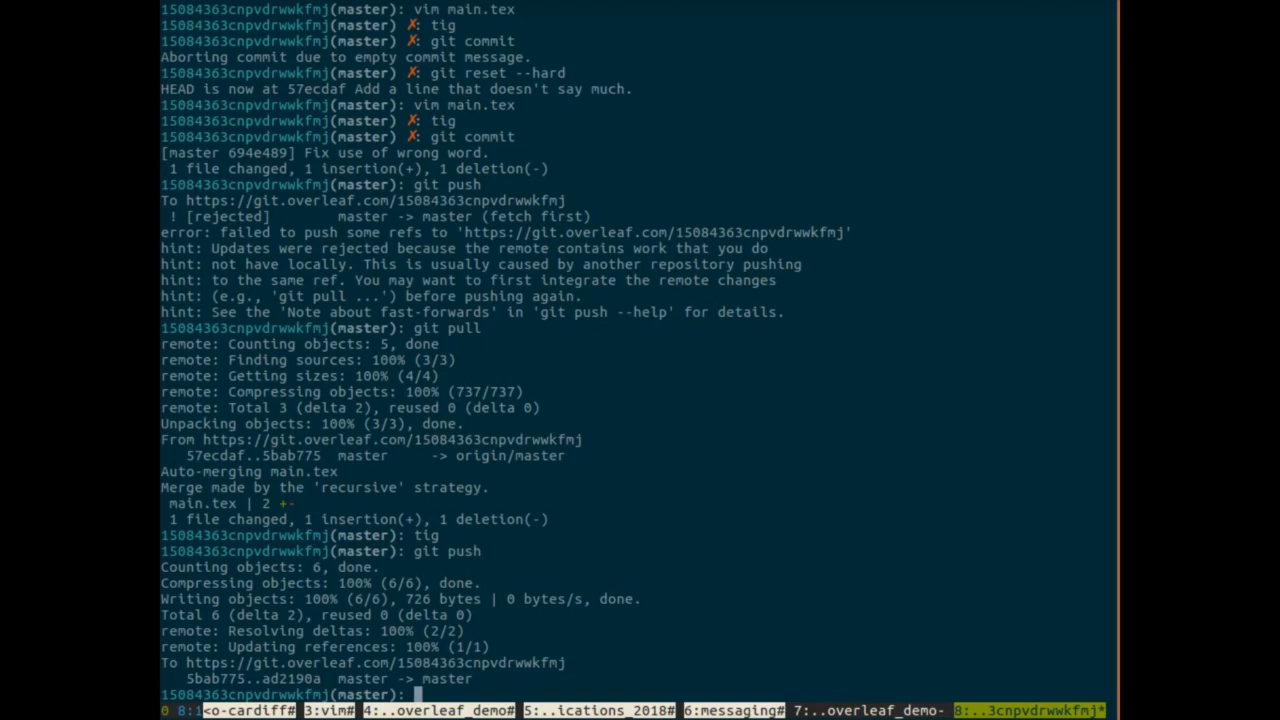 15084363cnpvdrwwkfmj(master): vim main.tex
15084363cnpvdrwwkfmj(master) ✗: tig
15084363cnpvdrwwkfmj(master) ✗: git commit
Aborting commit due to empty commit message.
15084363cnpvdrwwkfmj(master) ✗: git reset --hard
HEAD is now at 57ecdaf Add a line that doesn't say much.
15084363cnpvdrwwkfmj(master): vim main.tex
15084363cnpvdrwwkfmj(master) ✗: tig
15084363cnpvdrwwkfmj(master) ✗: git commit
[master 694e489] Fix use of wrong word.
 1 file changed, 1 insertion(+), 1 deletion(-)
15084363cnpvdrwwkfmj(master): git push
To https://git.overleaf.com/15084363cnpvdrwwkfmj
 ! [rejected]        master -> master (fetch first)
error: failed to push some refs to 'https://git.overleaf.com/15084363cnpvdrwwkfmj'
hint: Updates were rejected because the remote contains work that you do
hint: not have locally. This is usually caused by another repository pushing
hint: to the same ref. You may want to first integrate the remote changes
hint: (e.g., 'git pull ...') before pushing again.
hint: See the 'Note about fast-forwards' in 'git push --help' for details.
15084363cnpvdrwwkfmj(master): git pull
remote: Counting objects: 5, done
remote: Finding sources: 100% (3/3)
remote: Getting sizes: 100% (4/4)
remote: Compressing objects: 100% (737/737)
remote: Total 3 (delta 2), reused 0 (delta 0)
Unpacking objects: 100% (3/3), done.
From https://git.overleaf.com/15084363cnpvdrwwkfmj
   57ecdaf..5bab775  master     -> origin/master
Auto-merging main.tex
Merge made by the 'recursive' strategy.
 main.tex | 2 +-
 1 file changed, 1 insertion(+), 1 deletion(-)
15084363cnpvdrwwkfmj(master): tig
15084363cnpvdrwwkfmj(master): git push
Counting objects: 6, done.
Compressing objects: 100% (6/6), done.
Writing objects: 100% (6/6), 726 bytes | 0 bytes/s, done.
Total 6 (delta 2), reused 0 (delta 0)
remote: Resolving deltas: 100% (2/2)
remote: Updating references: 100% (1/1)
To https://git.overleaf.com/15084363cnpvdrwwkfmj
   5bab775..ad2190a  master -> master
15084363cnpvdrwwkfmj(master):
0 8:1<o-cardiff# 3:vim# 4:..overleaf_demo# 5:..ications_2018# 6:messaging# 7:..overleaf_demo- 8:..3cnpvdrwwkfmj*